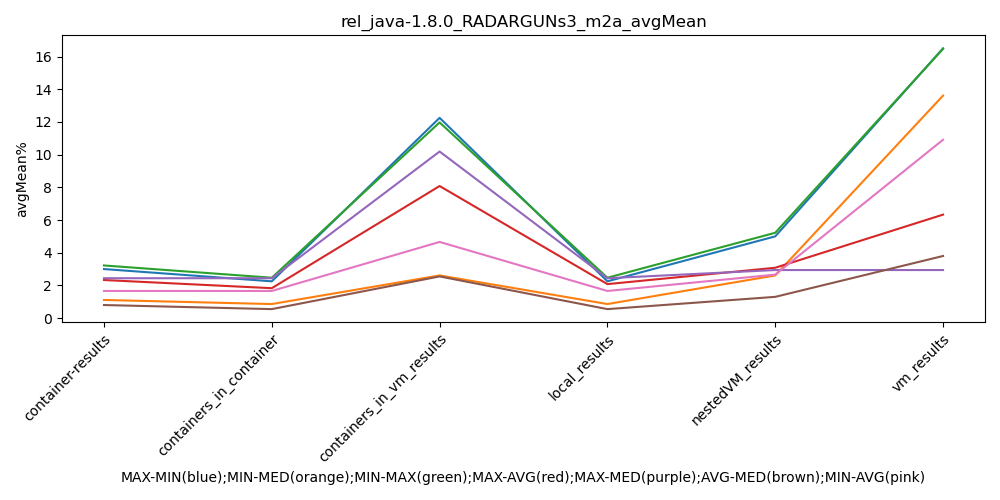 rel_java-1.8.0_RADARGUNs3_m2a_avgMean
avgMean%
16
14
12
10
8
6
4
2
0
container-results
containers_in_container
containers_in_vm_results
local_results
nestedVM_results
vm_results
MAX-MIN(blue);MIN-MED(orange);MIN-MAX(green);MAX-AVG(red);MAX-MED(purple);AVG-MED(brown);MIN-AVG(pink)